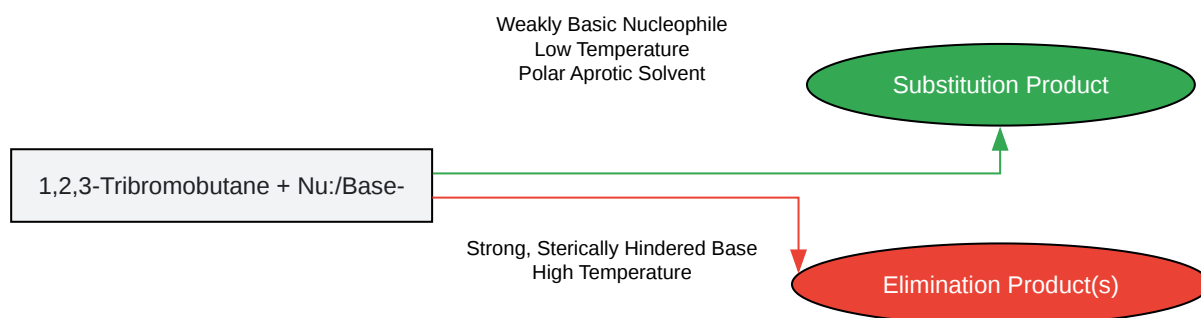 Weakly Basic Nucleophile
Low Temperature
Polar Aprotic Solvent
Substitution Product
1,2,3-Tribromobutane + Nu:/Base-
Strong, Sterically Hindered Base
High Temperature
Elimination Product(s)